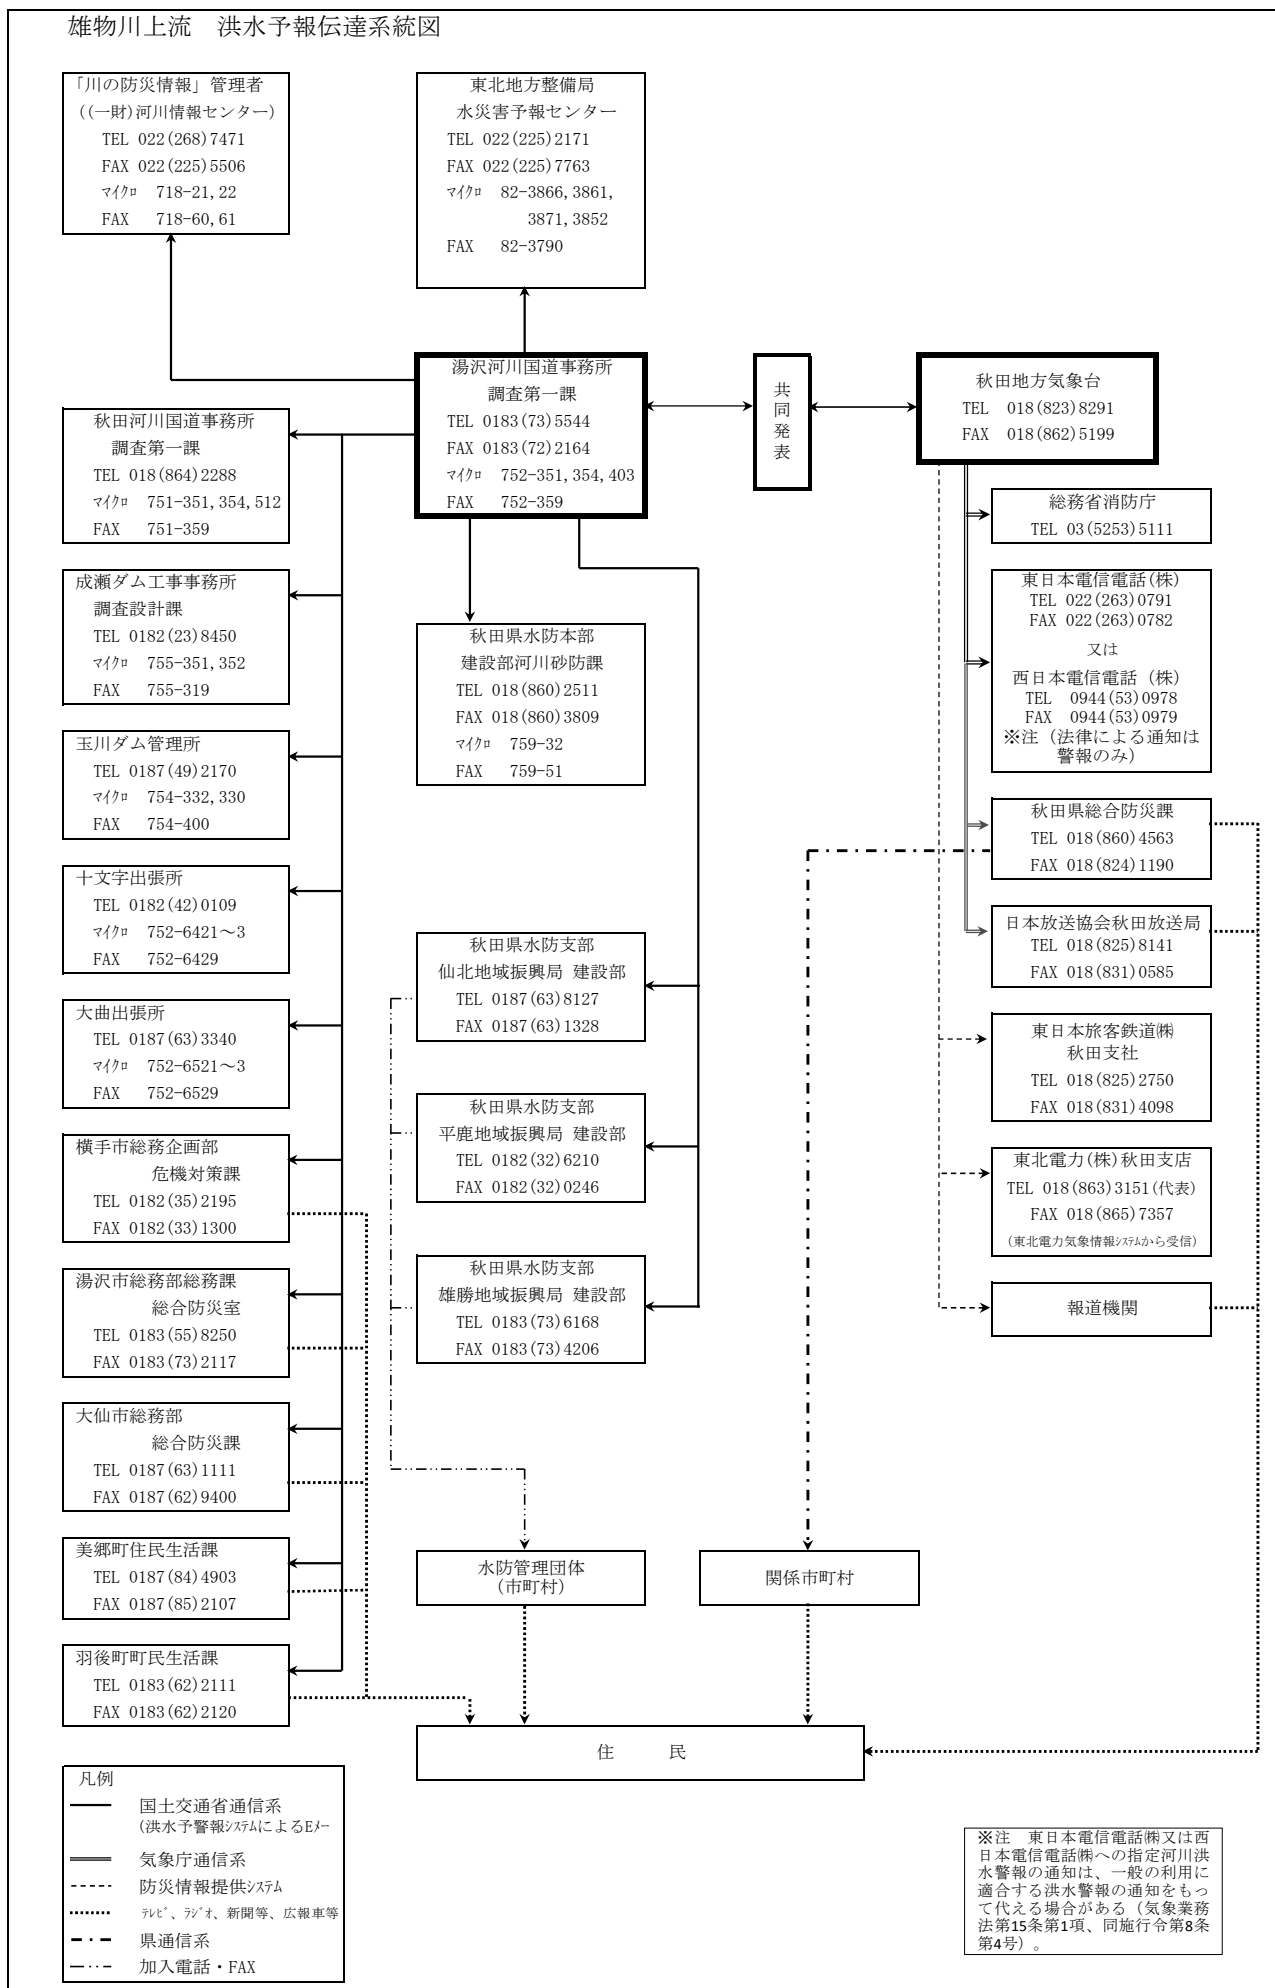 雄物川上流　洪水予報伝達系統図
「川の防災情報」管理者
((一財)河川情報センター)
TEL 022(268)7471
FAX 022(225)5506
ﾏｲｸﾛ　718-21,22
FAX　718-60,61
東北地方整備局
水災害予報センター
TEL 022(225)2171
FAX 022(225)7763
ﾏｲｸﾛ　82-3866,3861,
3871,3852
FAX　82-3790
湯沢河川国道事務所
調査第一課
TEL 0183(73)5544
FAX 0183(72)2164
ﾏｲｸﾛ　752-351,354,403
FAX　752-359
共
同
発
表
秋田地方気象台
TEL　018(823)8291
FAX　018(862)5199
秋田河川国道事務所
調査第一課
TEL 018(864)2288
ﾏｲｸﾛ　751-351,354,512
FAX　751-359
成瀬ダム工事事務所
調査設計課
TEL 0182(23)8450
ﾏｲｸﾛ　755-351,352
FAX　755-319
玉川ダム管理所
TEL 0187(49)2170
ﾏｲｸﾛ　754-332,330
FAX　754-400
十文字出張所
TEL 0182(42)0109
ﾏｲｸﾛ　752-6421～3
FAX　752-6429
大曲出張所
TEL 0187(63)3340
ﾏｲｸﾛ　752-6521～3
FAX　752-6529
横手市総務企画部
危機対策課
TEL 0182(35)2195
FAX 0182(33)1300
湯沢市総務部総務課
総合防災室
TEL 0183(55)8250
FAX 0183(73)2117
大仙市総務部
総合防災課
TEL 0187(63)1111
FAX 0187(62)9400
美郷町住民生活課
TEL 0187(84)4903
FAX 0187(85)2107
羽後町町民生活課
TEL 0183(62)2111
FAX 0183(62)2120
秋田県水防本部
建設部河川砂防課
TEL 018(860)2511
FAX 018(860)3809
ﾏｲｸﾛ　759-32
FAX　759-51
秋田県水防支部
仙北地域振興局 建設部
TEL 0187(63)8127
FAX 0187(63)1328
秋田県水防支部
平鹿地域振興局 建設部
TEL 0182(32)6210
FAX 0182(32)0246
秋田県水防支部
雄勝地域振興局 建設部
TEL 0183(73)6168
FAX 0183(73)4206
総務省消防庁
TEL 03(5253)5111
東日本電信電話(株)
TEL 022(263)0791
FAX 022(263)0782
又は
西日本電信電話（株）
TEL　0944(53)0978
FAX　0944(53)0979
※注（法律による通知は
警報のみ）
秋田県総合防災課
TEL 018(860)4563
FAX 018(824)1190
日本放送協会秋田放送局
TEL 018(825)8141
FAX 018(831)0585
東日本旅客鉄道㈱
秋田支社
TEL 018(825)2750
FAX 018(831)4098
東北電力(株)秋田支店
TEL 018(863)3151(代表)
FAX 018(865)7357
(東北電力気象情報ｼｽﾃﾑから受信)
報道機関
水防管理団体
（市町村）
関係市町村
住　　民
凡例
国土交通省通信系
(洪水予警報ｼｽﾃﾑによるEﾒｰ
気象庁通信系
防災情報提供ｼｽﾃﾑ
ﾃﾚﾋﾞ、ﾗｼﾞｵ、新聞等、広報車等
県通信系
加入電話・FAX
※注　東日本電信電話㈱又は西
日本電信電話㈱への指定河川洪
水警報の通知は、一般の利用に
適合する洪水警報の通知をもっ
て代える場合がある（気象業務
法第15条第1項、同施行令第8条
第4号）。